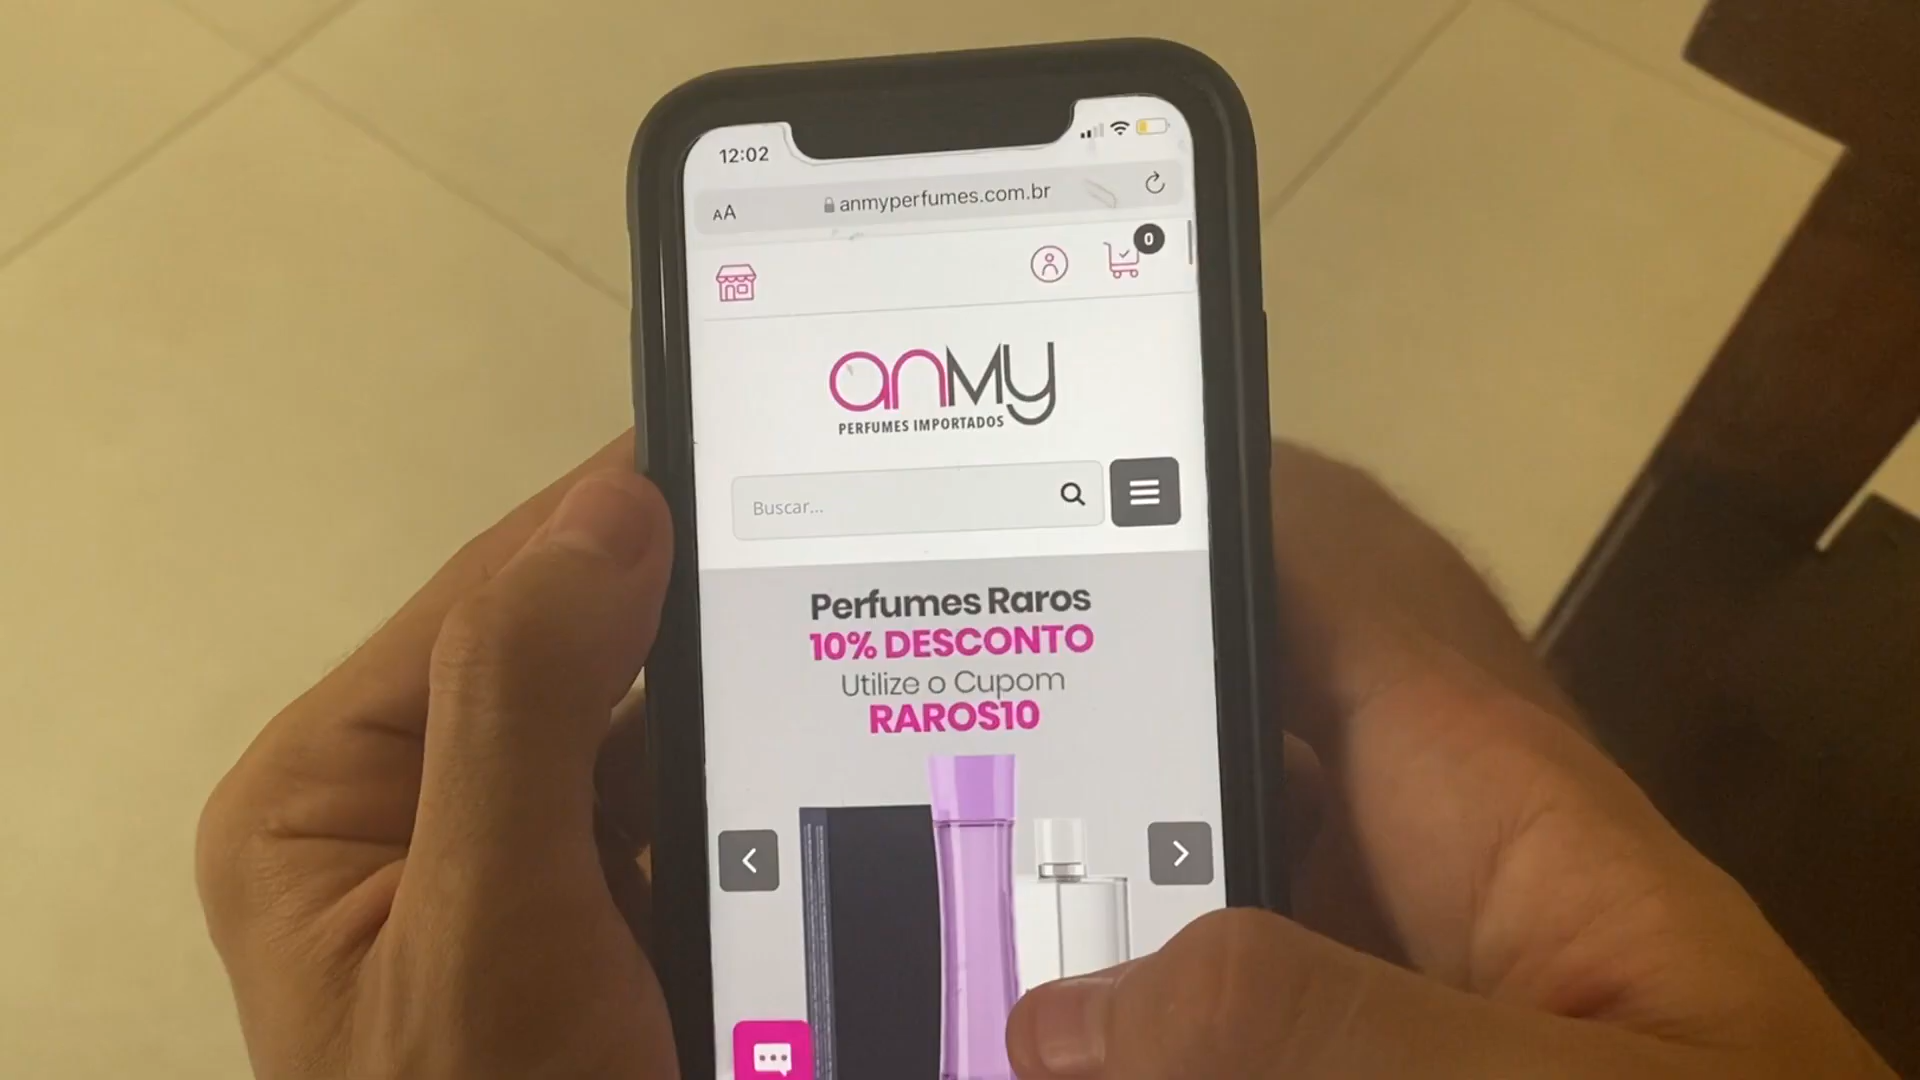 12:02
AA anmyperfumes.com.br
0
anMy
PERFUMES IMPORTADOS
Buscar...
Perfumes Raros
10% DESCONTO
Utilize o Cupom
RAROS10